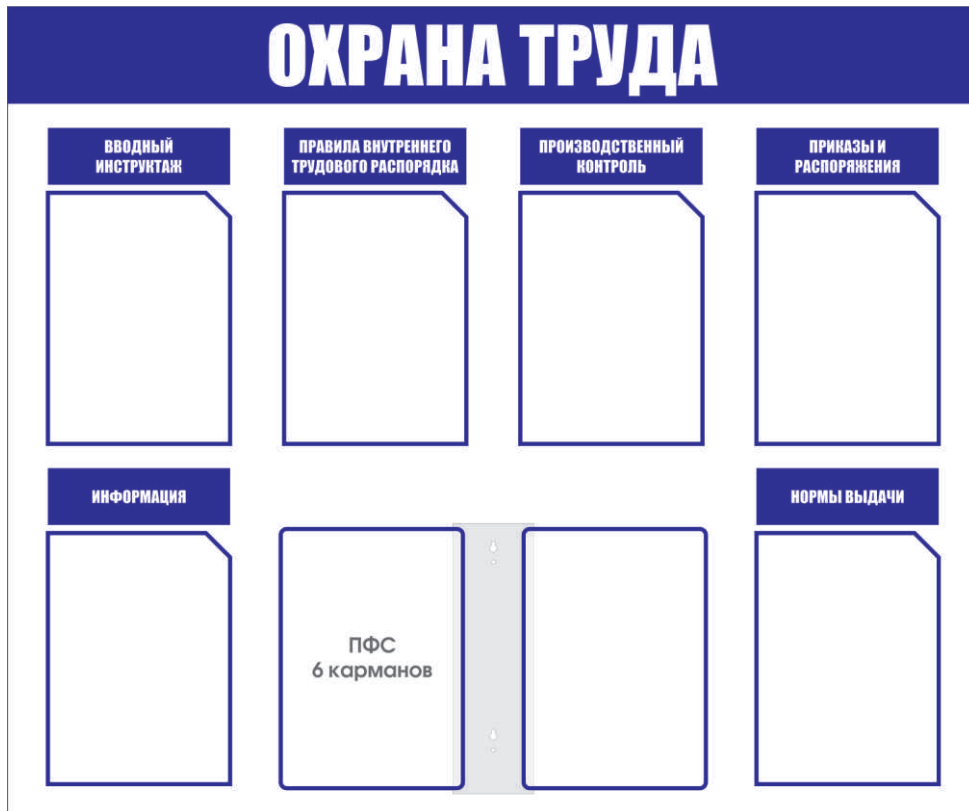 ОХРАНА ТРУДА
ВВОДНЫЙ
ИНСТРУКТАЖ
ПРАВИЛА ВНУТРЕННЕГО
ТРУДОВОГО РАСПОРЯДКА
ПРОИЗВОДСТВЕННЫЙ
КОНТРОЛЬ
ПРИКАЗЫ И
РАСПОРЯЖЕНИЯ
ИНФОРМАЦИЯ
НОРМЫ ВЫДАЧИ
ПФС
6 карманов